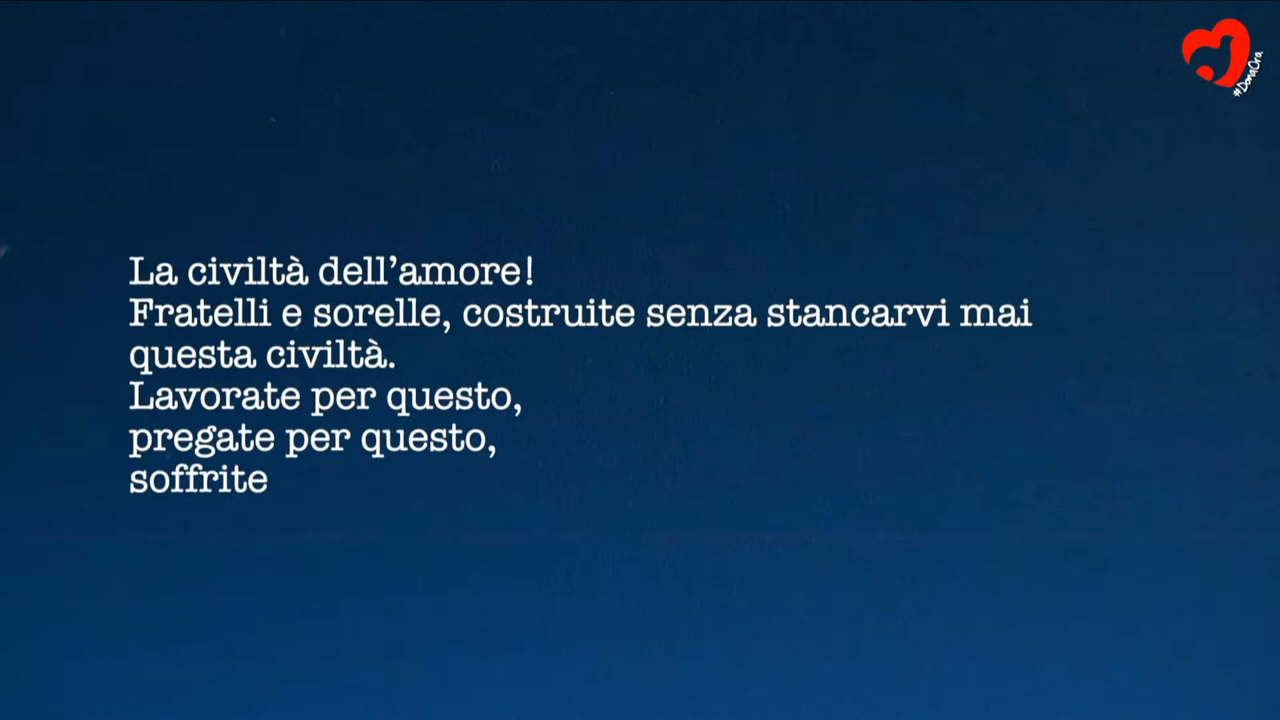 #DonaOra
La civiltà dell’amore!
Fratelli e sorelle, costruite senza stancarvi mai
questa civiltà.
Lavorate per questo,
pregate per questo,
soffrite